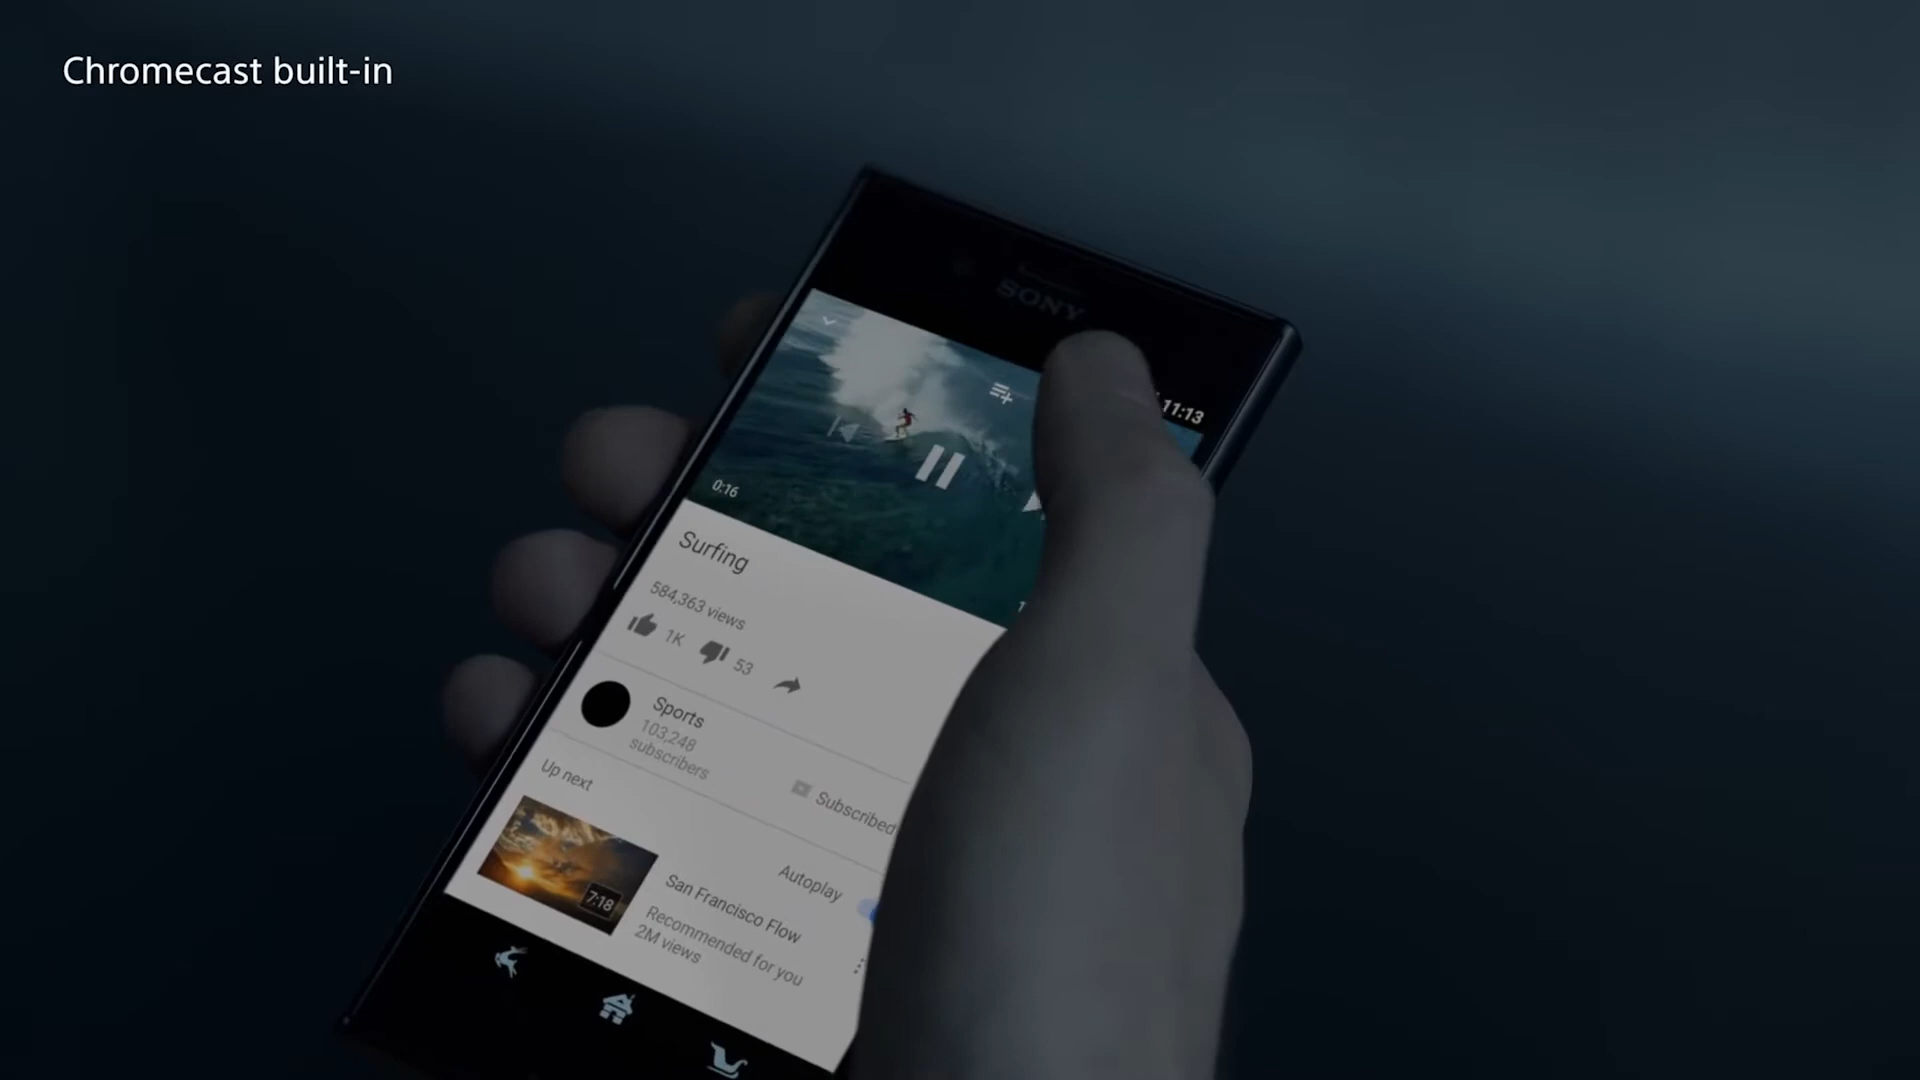 Chromecast built-in
SONY
11:13
0:16
Surfing
584,363 views
1K
53
Sports
103,248
subscribers
Subscribed
Up next
Autoplay
7:18
San Francisco Flow
Recommended for you
2M views